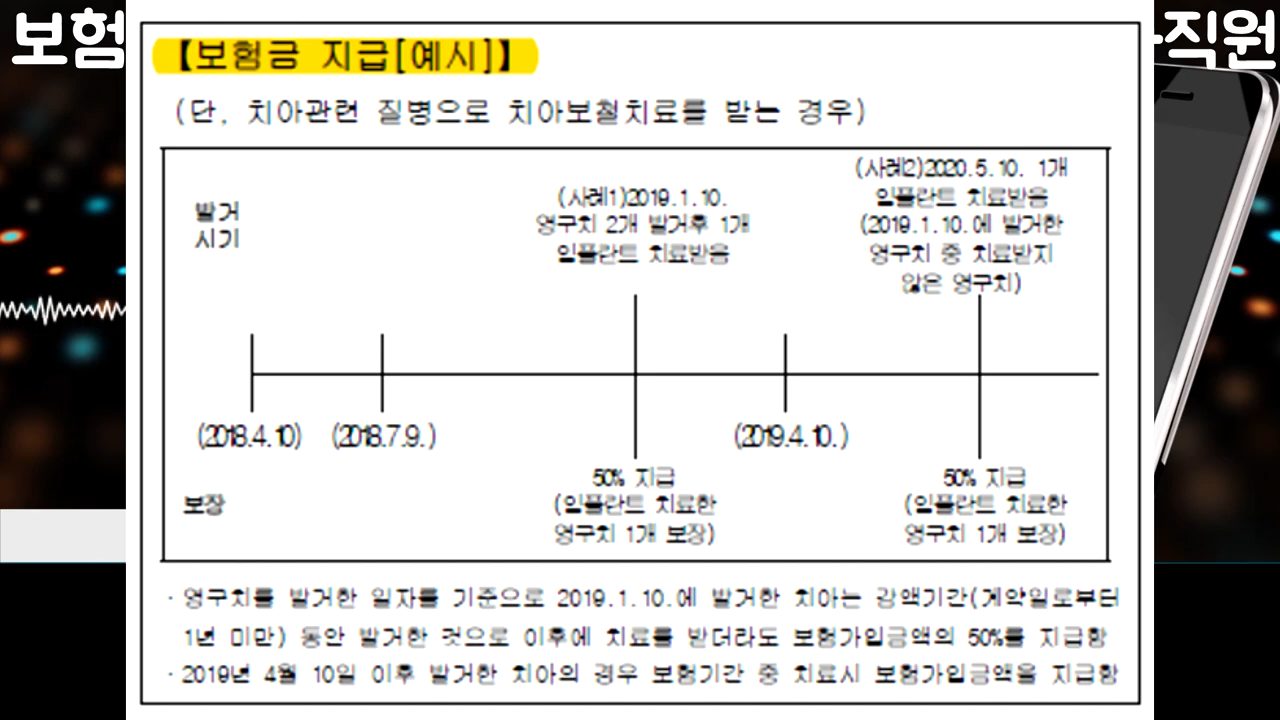 보험
직원
【보험금 지급[예시]】
(단, 치아관련 질병으로 치아보철치료를 받는 경우)
발거
시기
(사례1)2019.1.10.
영구치 2개 발거후 1개
임플란트 치료받음
(사례2)2020.5.10. 1개
임플란트 치료받음
(2019.1.10.에 발거한
영구치 중 치료받지
않은 영구치)
(2018.4.10)
(2018.7.9.)
(2019.4.10.)
보장
50% 지급
(임플란트 치료한
영구치 1개 보장)
50% 지급
(임플란트 치료한
영구치 1개 보장)
· 영구치를 발거한 일자를 기준으로 2019.1.10.에 발거한 치아는 감액기간(계약일로부터
1년 미만) 동안 발거한 것으로 이후에 치료를 받더라도 보험가입금액의 50%를 지급함
· 2019년 4월 10일 이후 발거한 치아의 경우 보험기간 중 치료시 보험가입금액을 지급함